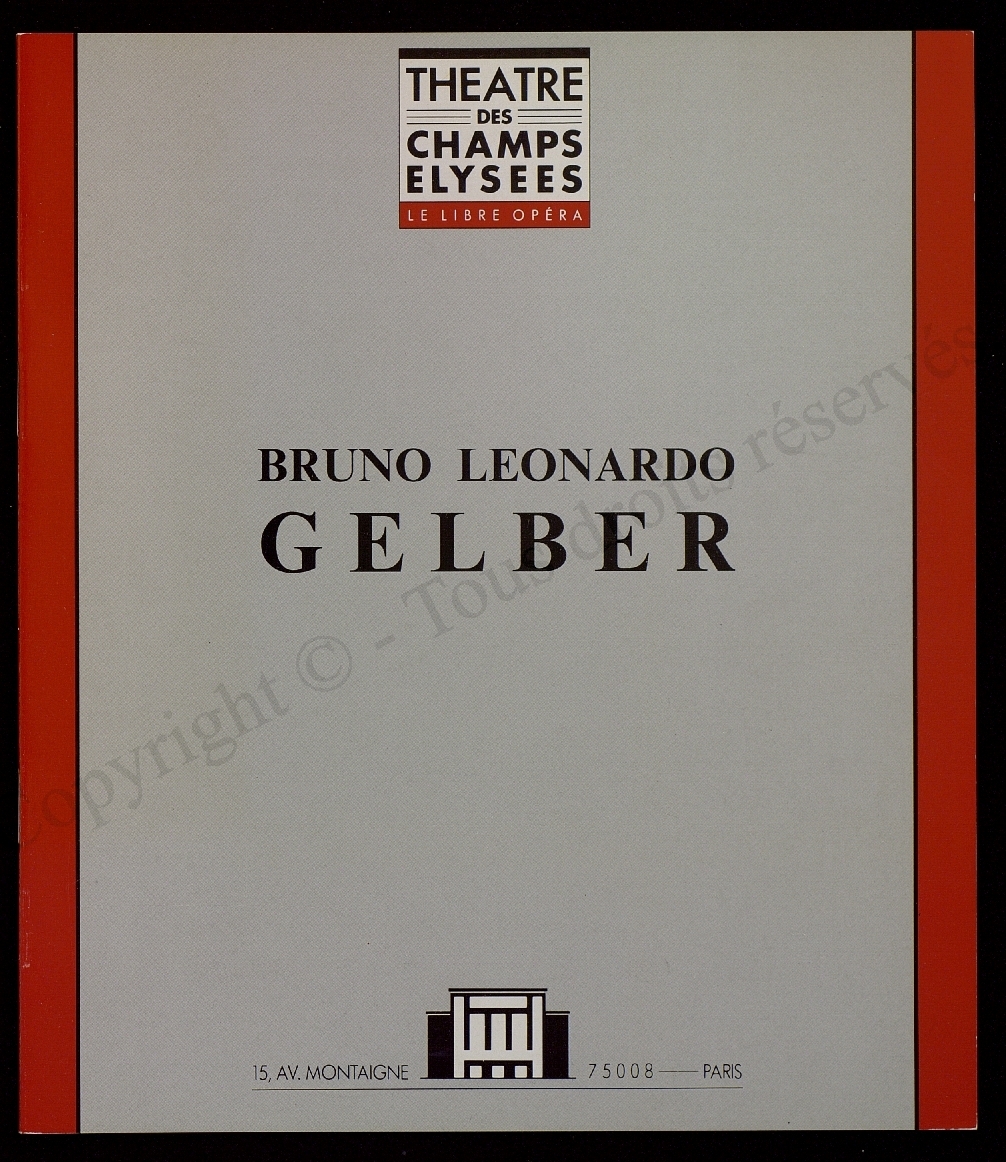 THEATRE
DES
CHAMPS
ELYSEES
LE LIBRE OPÉRA
BRUNO LEONARDO
GELBER
Copyright © - Tous droits réservés
15, AV. MONTAIGNE 75008 — PARIS